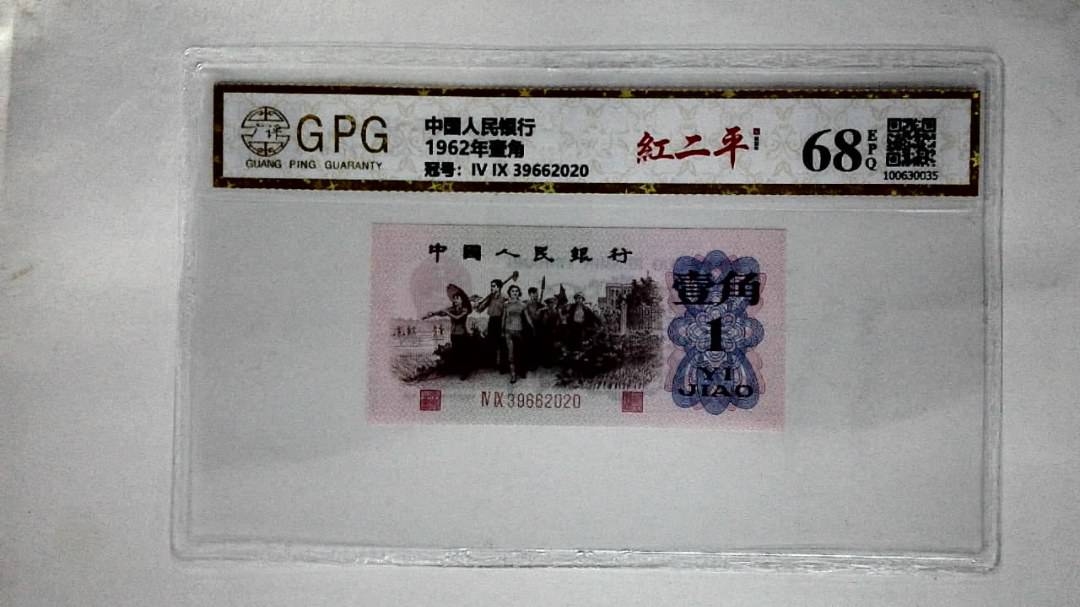 GPG
GUANG PING GUARANTY
中国人民银行
1962年壹角
冠号：IV IX 39662020
紅二平
68
EPQ
100630035
中國人民銀行
壹角
1
YI
JIAO
IV IX 39662020